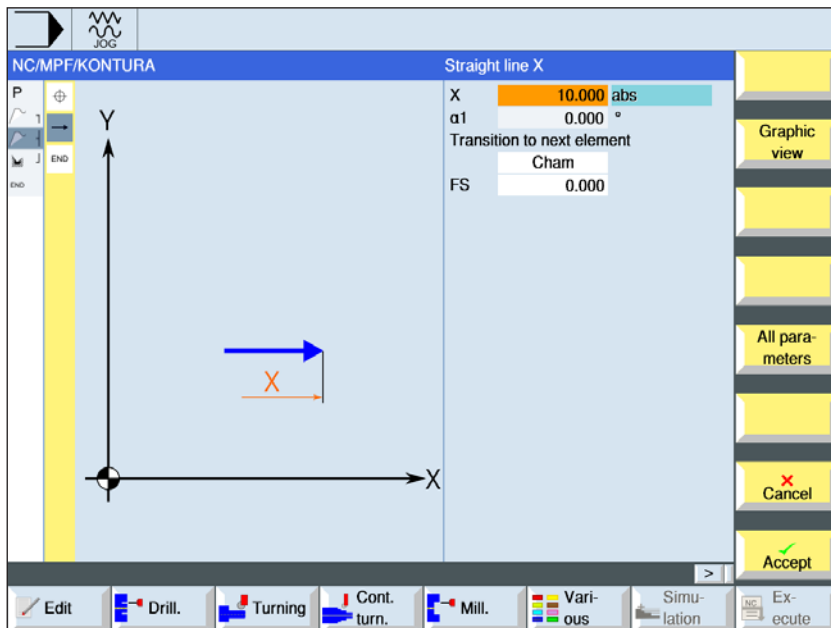 JOG
NC/MPF/KONTURA
Straight line X
P
END
END
Y
X
X
X 10.000 abs
α1 0.000 °
Transition to next element
Cham
FS 0.000
Graphic
view
All para-
meters
Cancel
Accept
>
Edit
Drill.
Turning
Cont.
turn.
Mill.
Vari-
ous
Simu-
lation
NC
Ex-
ecute